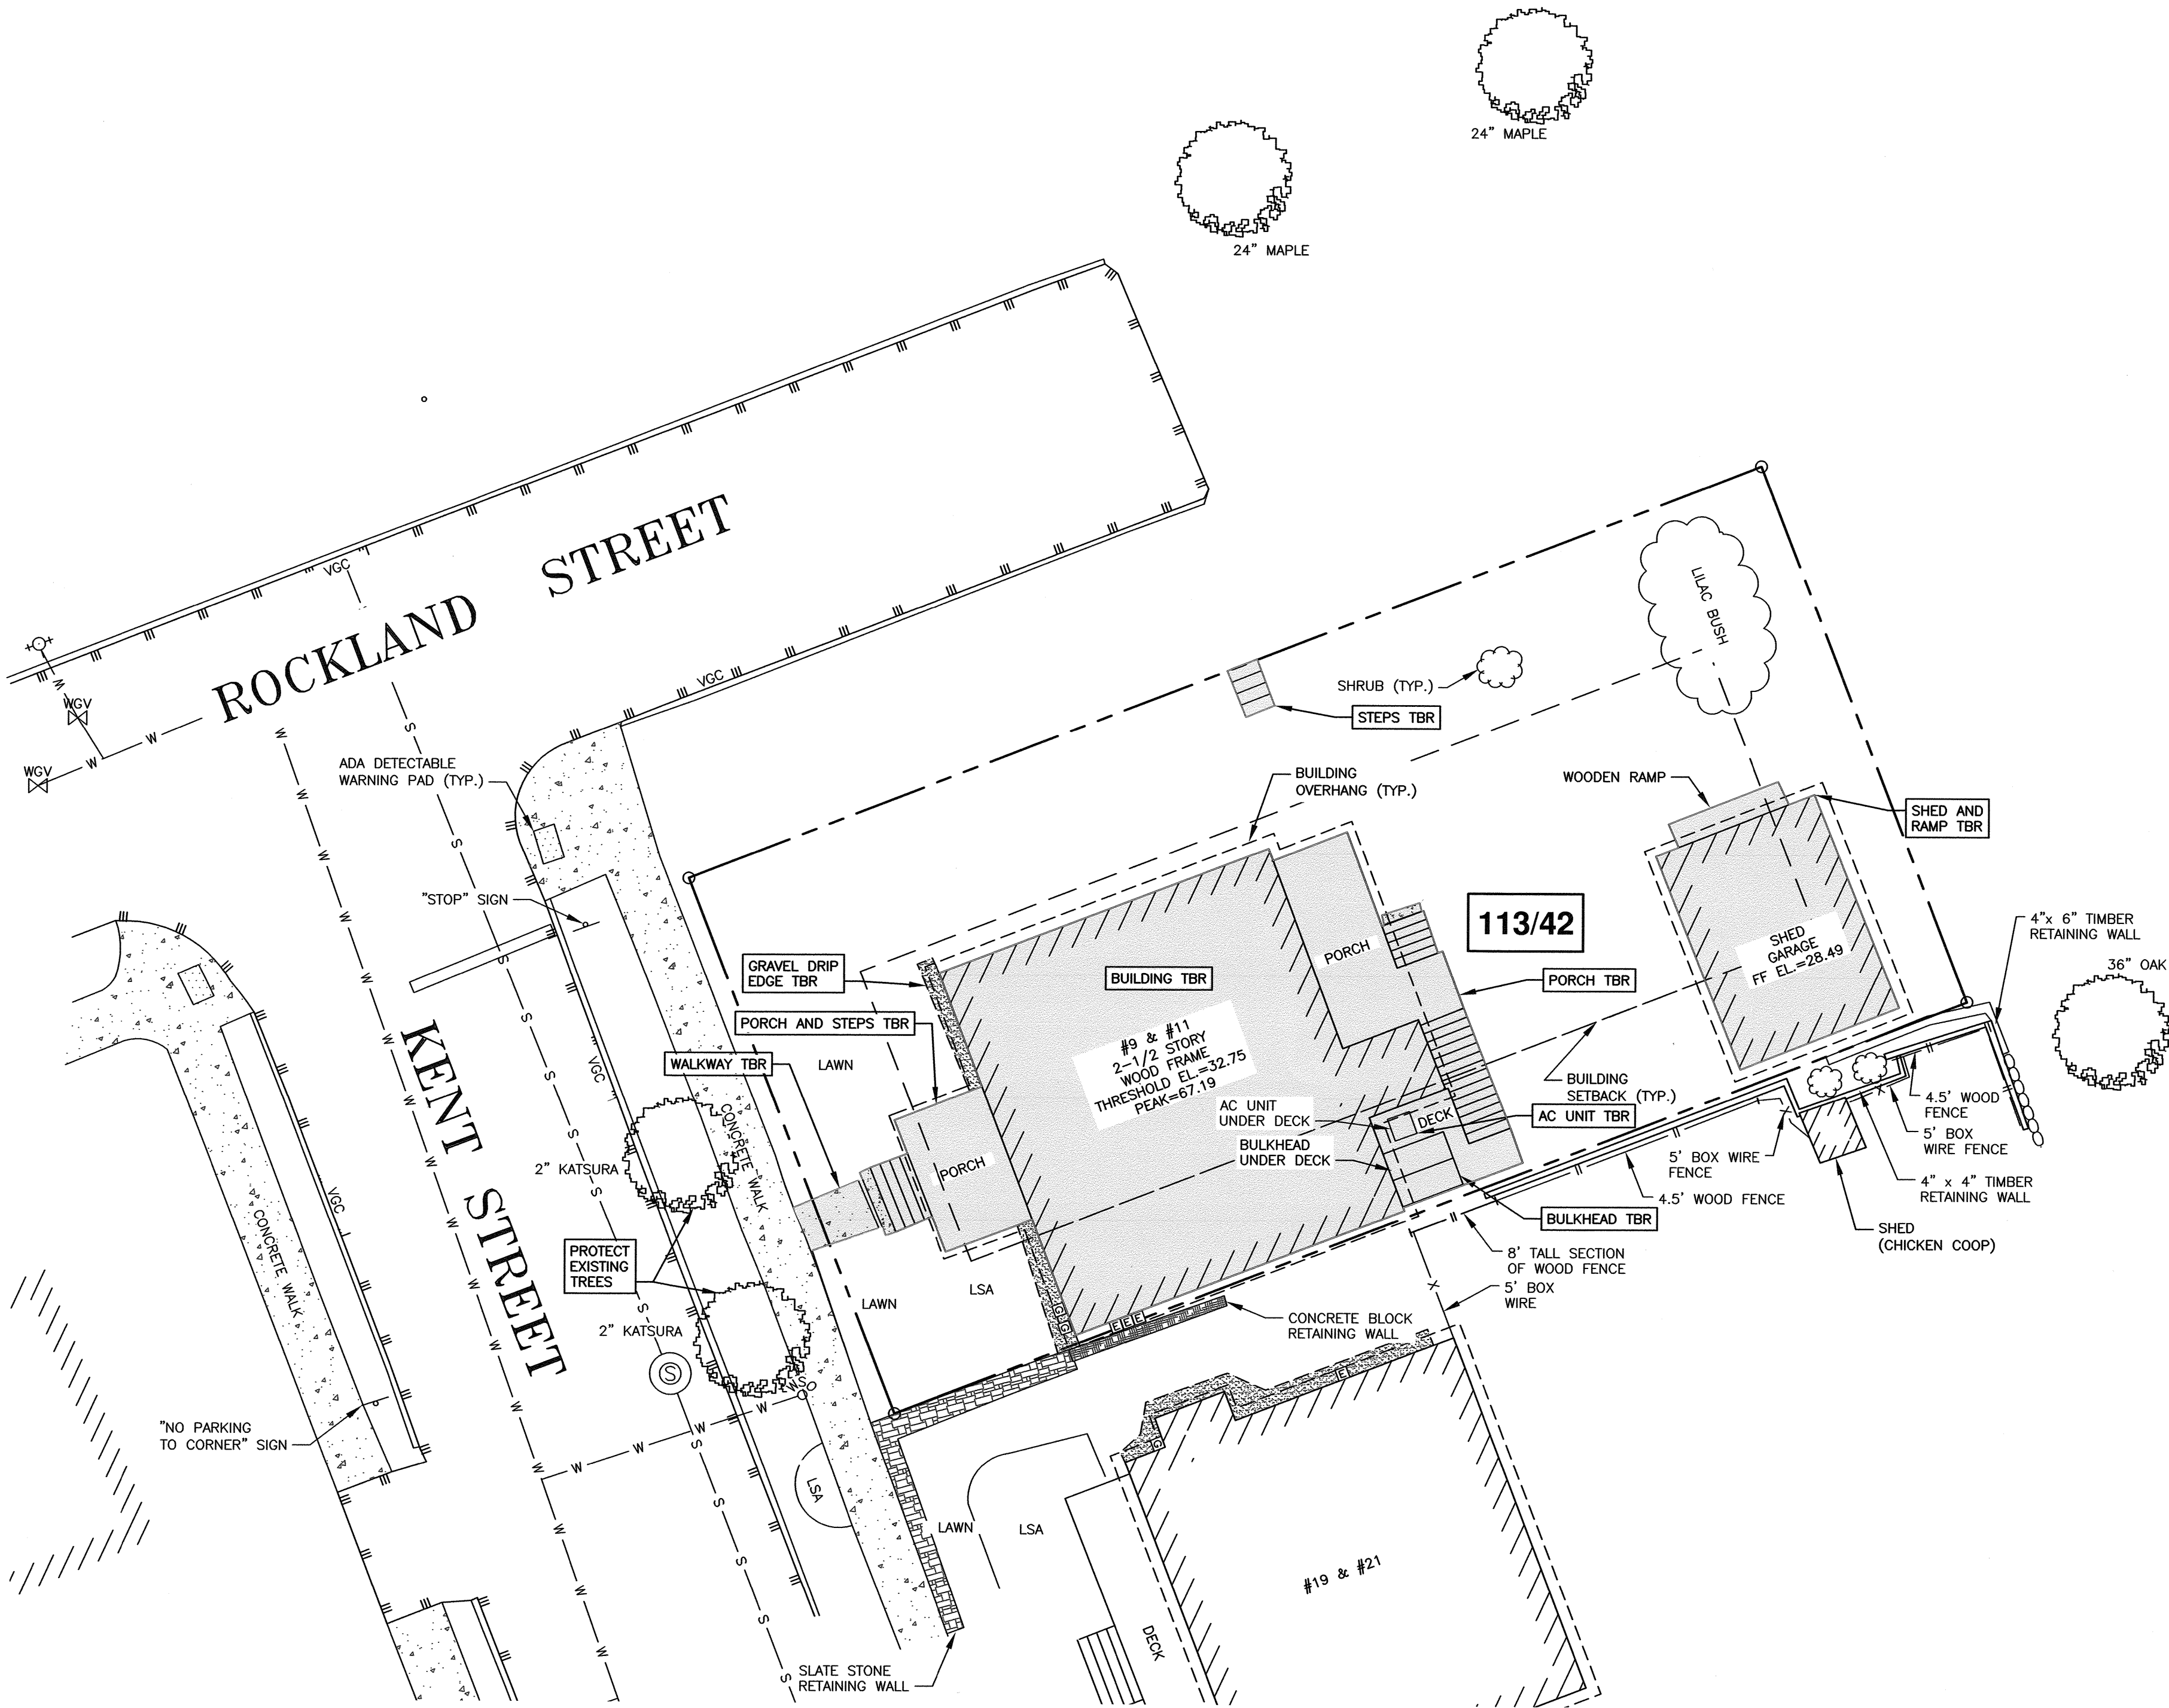 24" MAPLE
24" MAPLE
ROCKLAND STREET
VGC
VGC
WGV
WGV
W
W
W
LILAC BUSH
SHRUB (TYP.)
STEPS TBR
ADA DETECTABLE
WARNING PAD (TYP.)
BUILDING
OVERHANG (TYP.)
WOODEN RAMP
SHED AND
RAMP TBR
"STOP" SIGN
113/42
4"x 6" TIMBER
RETAINING WALL
36" OAK
SHED
GARAGE
FF EL.=28.49
PORCH
GRAVEL DRIP
EDGE TBR
BUILDING TBR
PORCH TBR
PORCH AND STEPS TBR
#9 & #11
2-1/2 STORY
WOOD FRAME
THRESHOLD EL.=32.75
PEAK=67.19
WALKWAY TBR
LAWN
KENT STREET
VGC
CONCRETE WALK
AC UNIT
UNDER DECK
DECK
AC UNIT TBR
BUILDING
SETBACK (TYP.)
BULKHEAD
UNDER DECK
4.5' WOOD
FENCE
5' BOX
WIRE FENCE
5' BOX WIRE
FENCE
4" x 4" TIMBER
RETAINING WALL
4.5' WOOD FENCE
SHED
(CHICKEN COOP)
2" KATSURA
PORCH
BULKHEAD TBR
8' TALL SECTION
OF WOOD FENCE
5' BOX
WIRE
PROTECT
EXISTING
TREES
VGC
CONCRETE WALK
LAWN
LSA
GGG
EEE
CONCRETE BLOCK
RETAINING WALL
2" KATSURA
S
WSO
E
G
"NO PARKING
TO CORNER" SIGN
LSA
LAWN
LSA
#19 & #21
DECK
SLATE STONE
RETAINING WALL